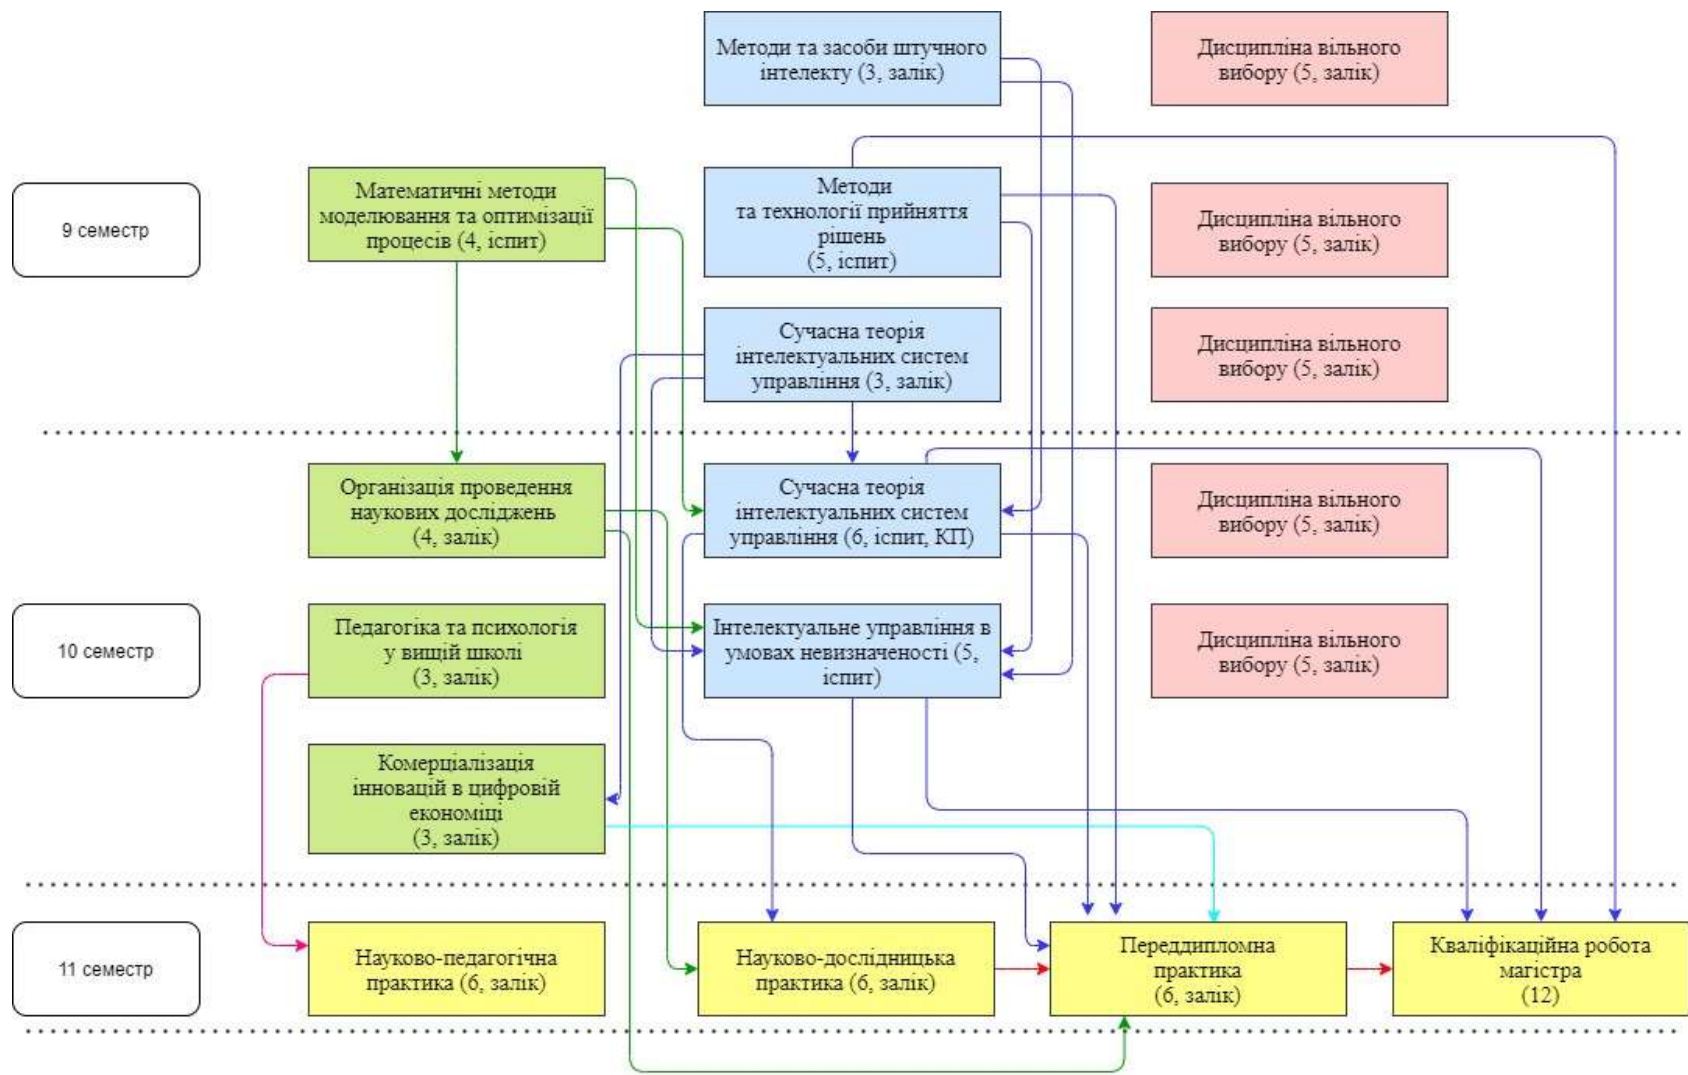 Методи та засоби штучного
інтелекту (3, залік)
Дисципліна вільного
вибору (5, залік)
9 семестр
Математичні методи
моделювання та оптимізації
процесів (4, іспит)
Методи
та технології прийняття
рішень
(5, іспит)
Дисципліна вільного
вибору (5, залік)
Сучасна теорія
інтелектуальних систем
управління (3, залік)
Дисципліна вільного
вибору (5, залік)
Організація проведення
наукових досліджень
(4, залік)
Сучасна теорія
інтелектуальних систем
управління (6, іспит, КП)
Дисципліна вільного
вибору (5, залік)
10 семестр
Педагогіка та психологія
у вищій школі
(3, залік)
Інтелектуальне управління в
умовах невизначеності (5,
іспит)
Дисципліна вільного
вибору (5, залік)
Комерціалізація
інновацій в цифровій
економіці
(3, залік)
11 семестр
Науково-педагогічна
практика (6, залік)
Науково-дослідницька
практика (6, залік)
Переддипломна
практика
(6, залік)
Кваліфікаційна робота
магістра
(12)